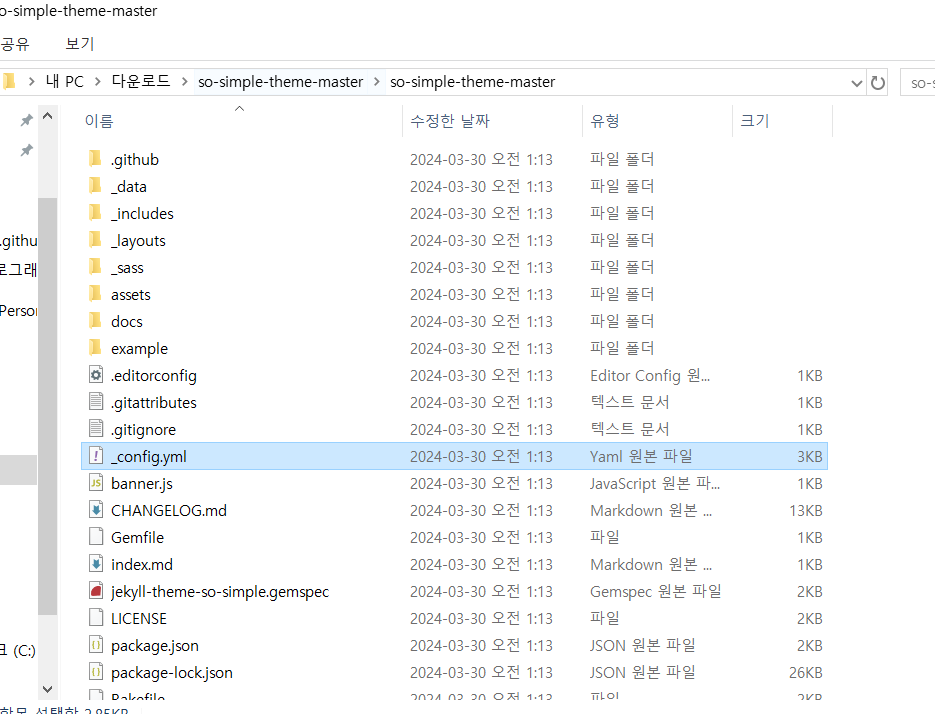 so-simple-theme-master
공유 보기
내 PC 다운로드 so-simple-theme-master so-simple-theme-master so-s
이름 수정한 날짜 유형 크기
.github 2024-03-30 오전 1:13 파일 폴더
_data 2024-03-30 오전 1:13 파일 폴더
_includes 2024-03-30 오전 1:13 파일 폴더
.githu
_layouts 2024-03-30 오전 1:13 파일 폴더
로그래
_sass 2024-03-30 오전 1:13 파일 폴더
assets 2024-03-30 오전 1:13 파일 폴더
Person
docs 2024-03-30 오전 1:13 파일 폴더
example 2024-03-30 오전 1:13 파일 폴더
.editorconfig 2024-03-30 오전 1:13 Editor Config 원... 1KB
.gitattributes 2024-03-30 오전 1:13 텍스트 문서 1KB
.gitignore 2024-03-30 오전 1:13 텍스트 문서 1KB
_config.yml 2024-03-30 오전 1:13 Yaml 원본 파일 3KB
banner.js 2024-03-30 오전 1:13 JavaScript 원본 파... 1KB
CHANGELOG.md 2024-03-30 오전 1:13 Markdown 원본 ... 13KB
Gemfile 2024-03-30 오전 1:13 파일 1KB
index.md 2024-03-30 오전 1:13 Markdown 원본 ... 1KB
jekyll-theme-so-simple.gemspec 2024-03-30 오전 1:13 Gemspec 원본 파일 2KB
LICENSE 2024-03-30 오전 1:13 파일 2KB
package.json 2024-03-30 오전 1:13 JSON 원본 파일 2KB
크 (C:)
package-lock.json 2024-03-30 오전 1:13 JSON 원본 파일 26KB
Rakefile 2024-03-30 오전 1:13 파일 2KB
항목 선택함 2.85KB